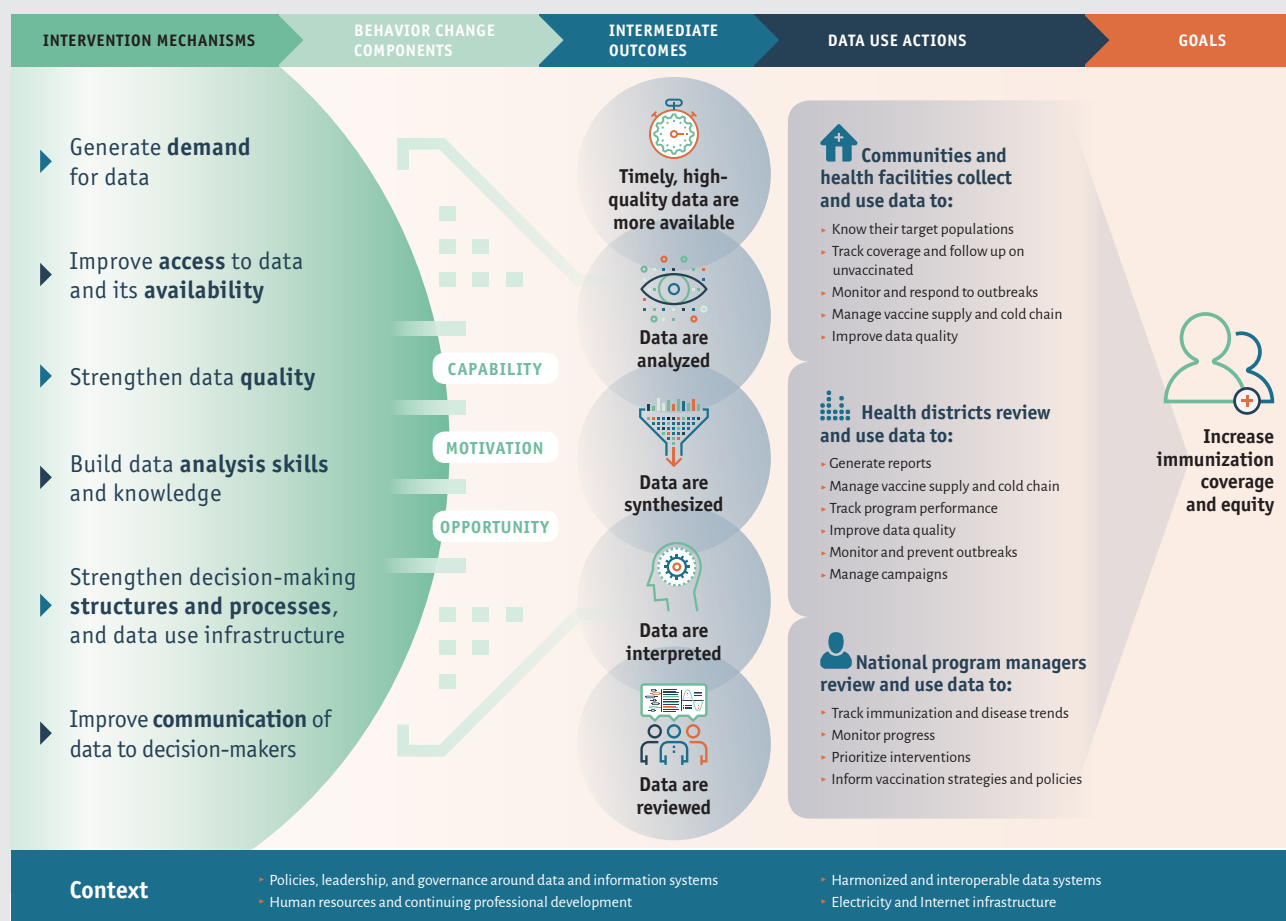 INTERVENTION MECHANISMS
BEHAVIOR CHANGE
COMPONENTS
INTERMEDIATE
OUTCOMES
DATA USE ACTIONS
GOALS
Generate demand
for data
Improve access to data
and its availability
Strengthen data quality
Build data analysis skills
and knowledge
Strengthen decision-making
structures and processes,
and data use infrastructure
Improve communication of
data to decision-makers
CAPABILITY
MOTIVATION
OPPORTUNITY
Timely, high-
quality data are
more available
Data are
analyzed
Data are
synthesized
Data are
interpreted
Data are
reviewed
Communities and
health facilities collect
and use data to:
Know their target populations
Track coverage and follow up on
unvaccinated
Monitor and respond to outbreaks
Manage vaccine supply and cold chain
Improve data quality
Health districts review
and use data to:
Generate reports
Manage vaccine supply and cold chain
Track program performance
Improve data quality
Monitor and prevent outbreaks
Manage campaigns
National program managers
review and use data to:
Track immunization and disease trends
Monitor progress
Prioritize interventions
Inform vaccination strategies and policies
Increase
immunization
coverage
and equity
Context
Policies, leadership, and governance around data and information systems
Human resources and continuing professional development
Harmonized and interoperable data systems
Electricity and Internet infrastructure